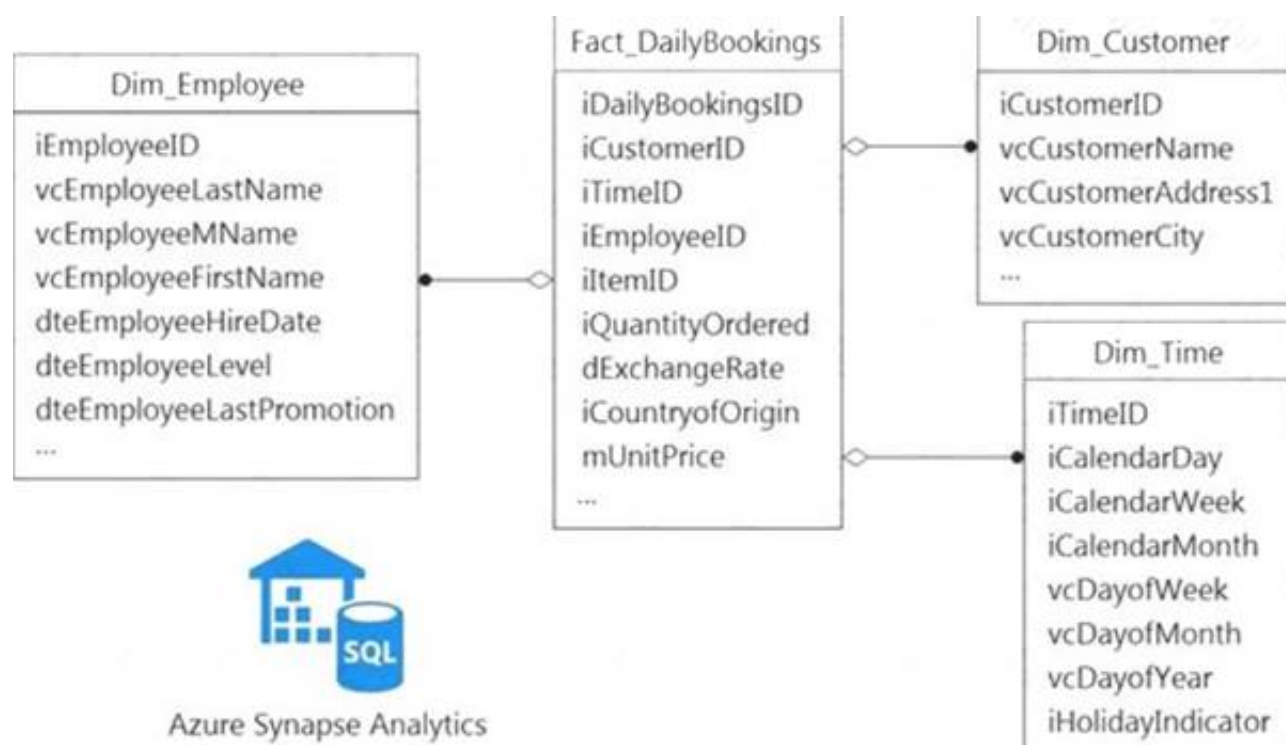 Dim_Employee
iEmployeeID
vcEmployeeLastName
vcEmployeeMName
vcEmployeeFirstName
dteEmployeeHireDate
dteEmployeeLevel
dteEmployeeLastPromotion
...
Fact_DailyBookings
iDailyBookingsID
iCustomerID
iTimeID
iEmployeeID
iItemID
iQuantityOrdered
dExchangeRate
iCountryofOrigin
mUnitPrice
...
Dim_Customer
iCustomerID
vcCustomerName
vcCustomerAddress1
vcCustomerCity
...
Dim_Time
iTimeID
iCalendarDay
iCalendarWeek
iCalendarMonth
vcDayofWeek
vcDayofMonth
vcDayofYear
iHolidayIndicator
SQL
Azure Synapse Analytics